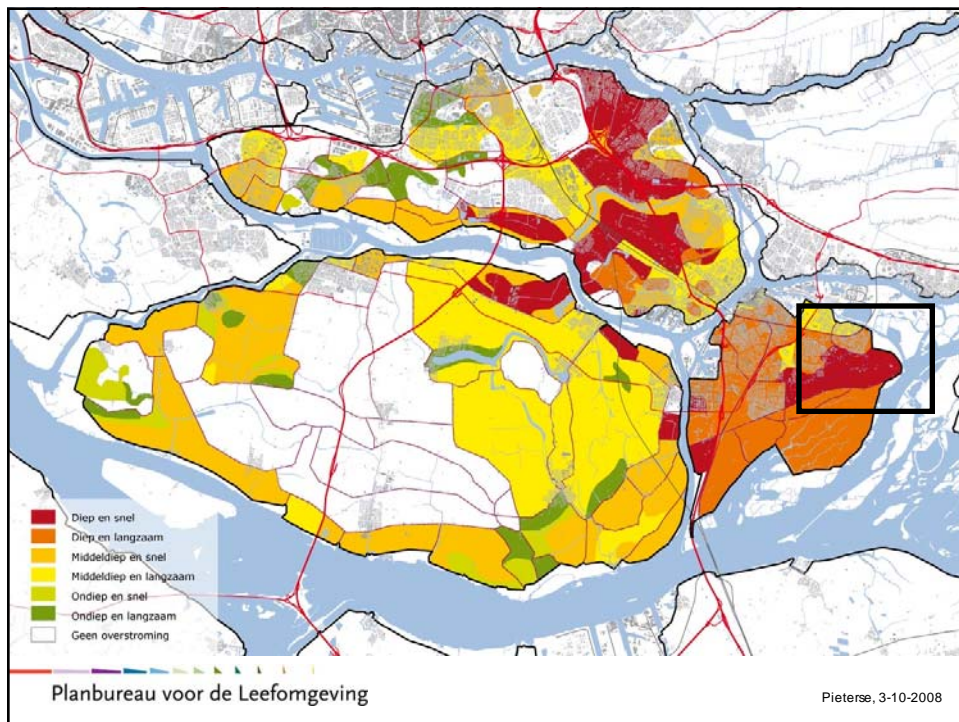 Diep en snel
Diep en langzaam
Middeldiep en snel
Middeldiep en langzaam
Ondiep en snel
Ondiep en langzaam
Geen overstroming
Planbureau voor de Leefomgeving
Pieterse, 3-10-2008